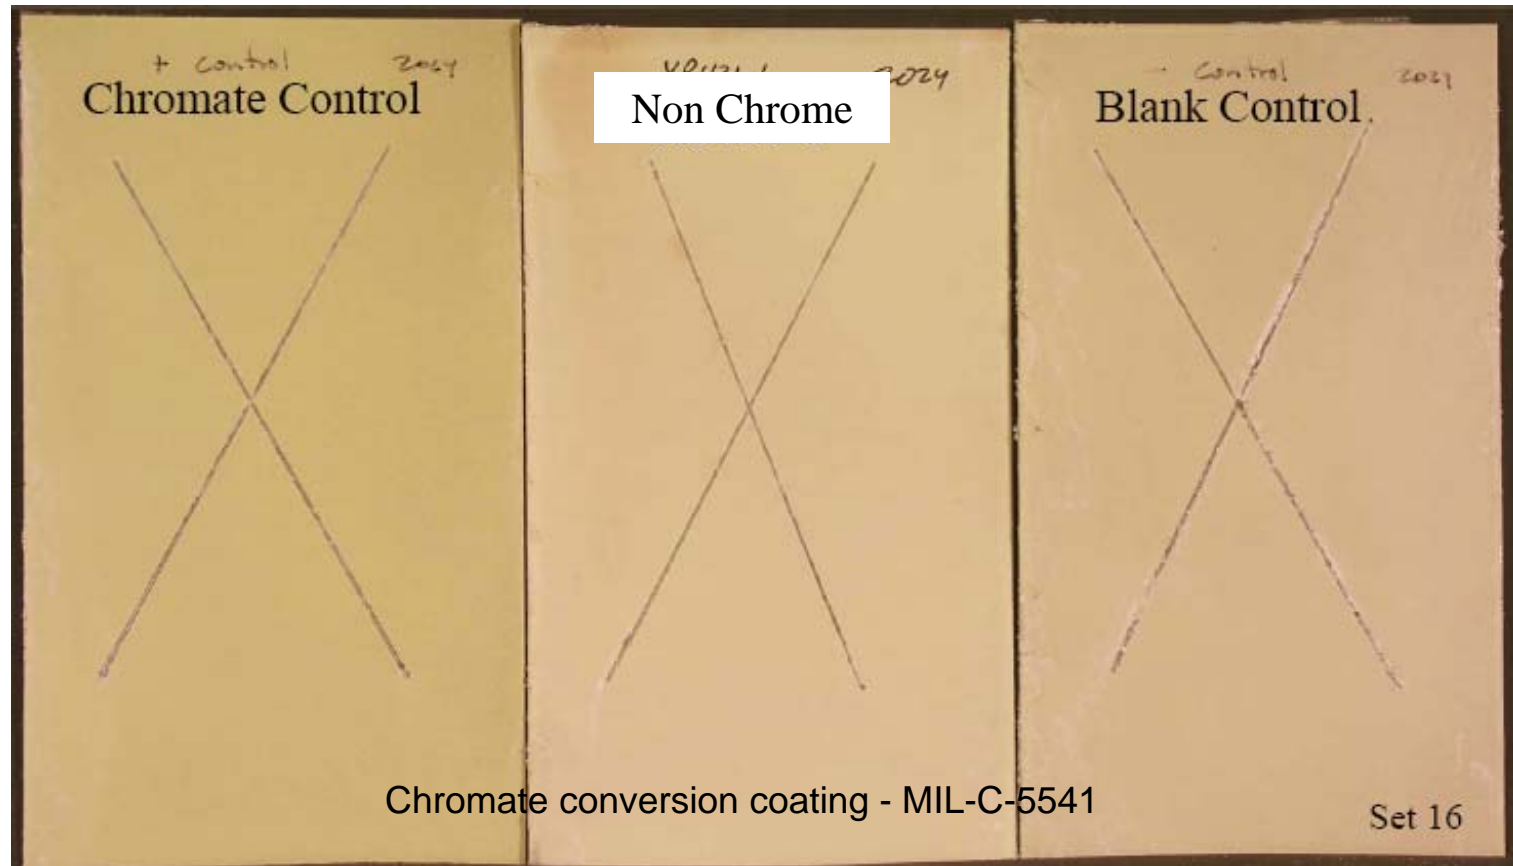 + control 2024
Chromate Control
2024
Non Chrome
- control 2024
Blank Control
Chromate conversion coating - MIL-C-5541
Set 16